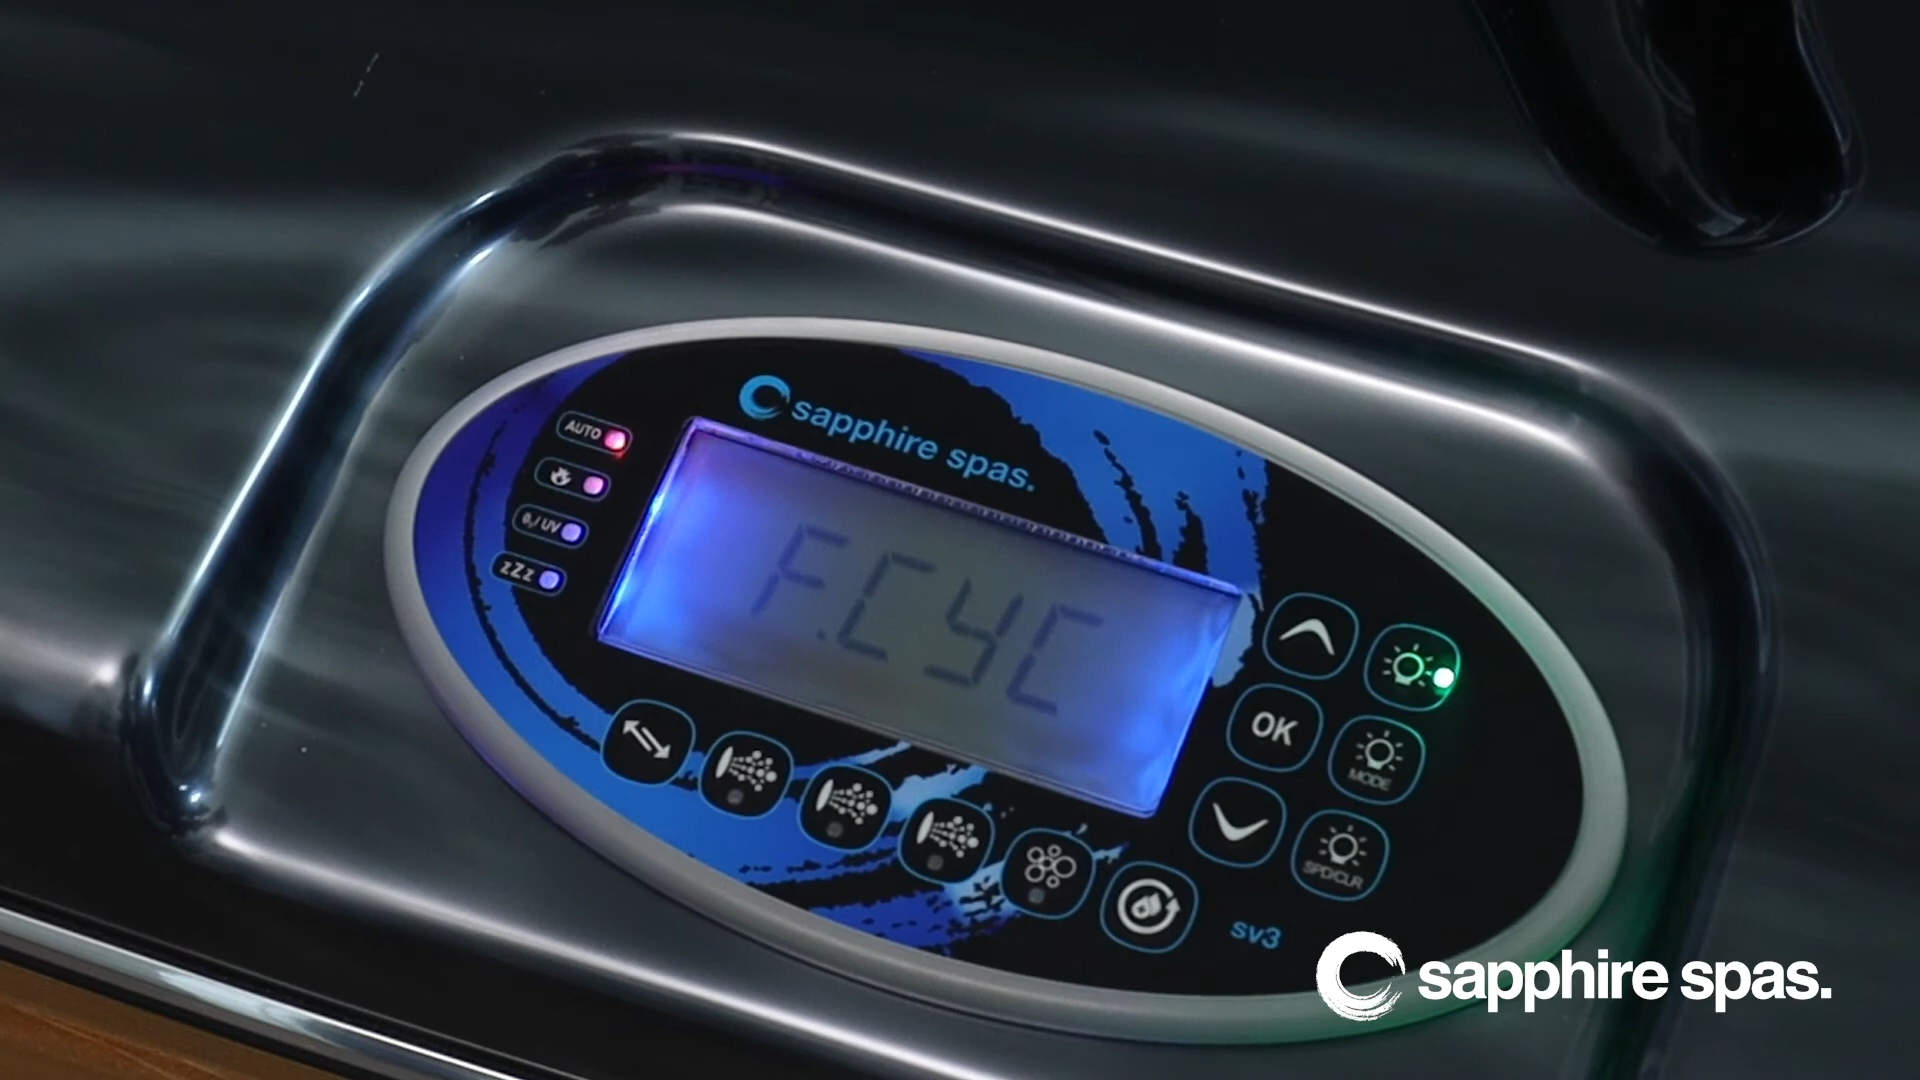 sapphire spas.
AUTO
O₃/UV
zZz
F.CYC
OK
MODE
SPD/CLR
sv3
sapphire spas.